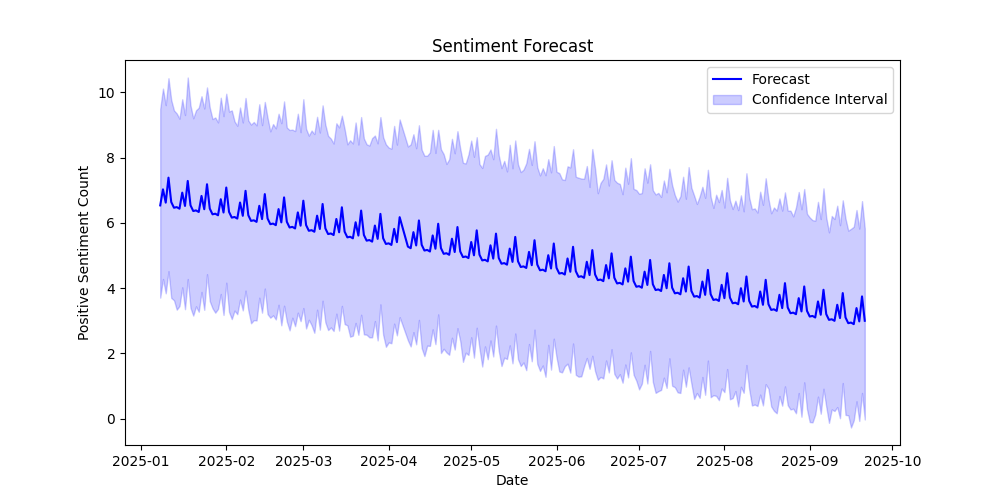 Sentiment Forecast
Forecast
Confidence Interval
Positive Sentiment Count
10
8
6
4
2
0
2025-01 2025-02 2025-03 2025-04 2025-05 2025-06 2025-07 2025-08 2025-09 2025-10
Date